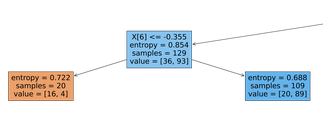 X[6] <= -0.355
entropy = 0.854
samples = 129
value = [36, 93]
entropy = 0.722
samples = 20
value = [16, 4]
entropy = 0.688
samples = 109
value = [20, 89]